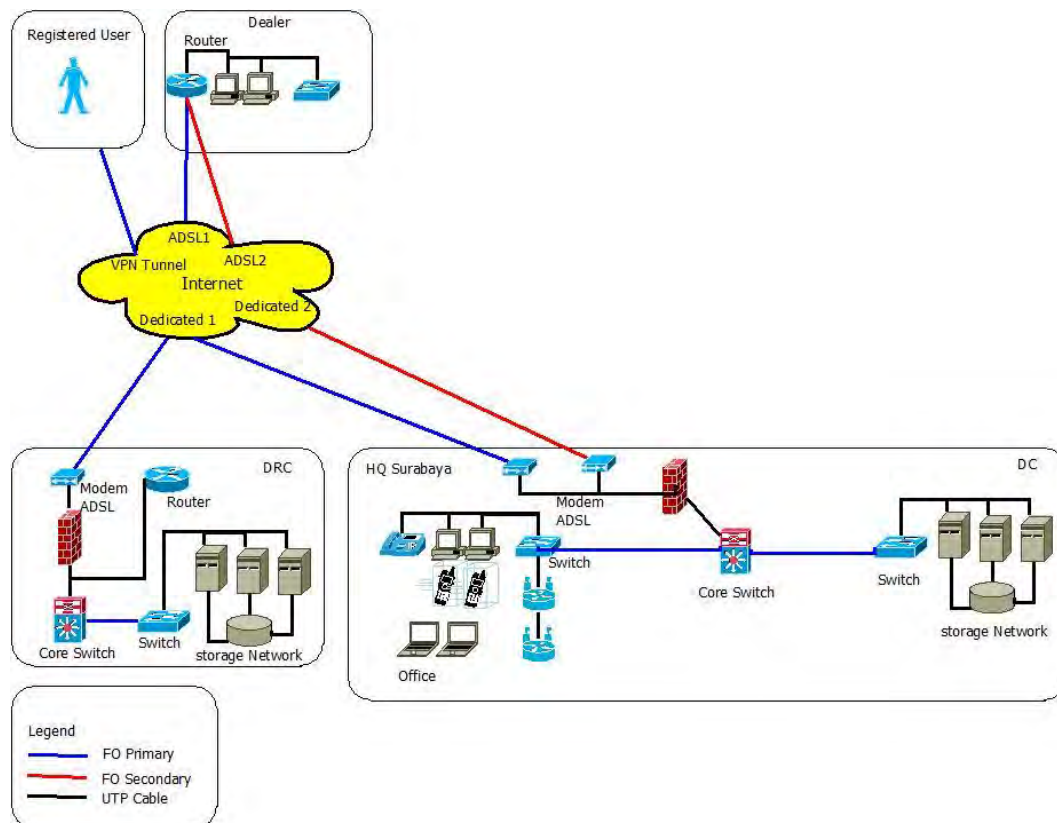 Registered User
Dealer
Router
ADSL1
VPN Tunnel
ADSL2
Internet
Dedicated 2
Dedicated 1
DRC
Modem
ADSL
Router
Core Switch
Switch
storage Network
HQ Surabaya
DC
Modem
ADSL
Switch
Core Switch
Switch
storage Network
Office
Legend
FO Primary
FO Secondary
UTP Cable